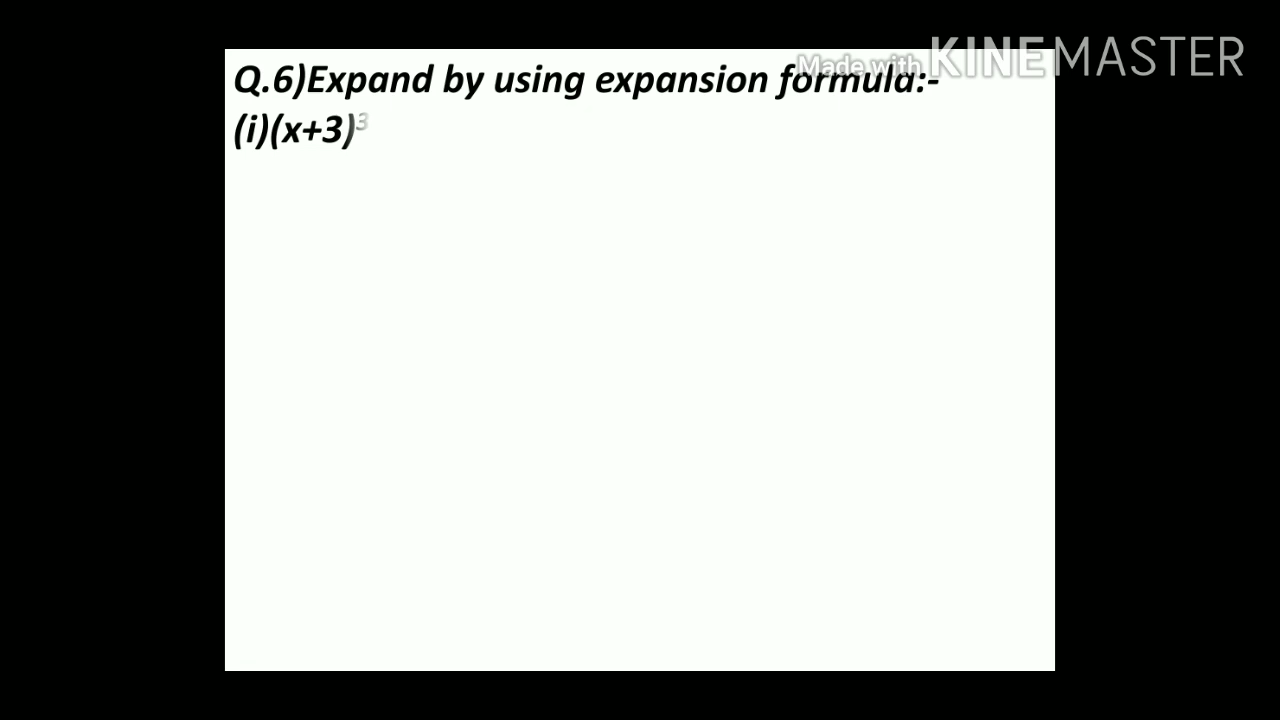 Made with KINEMASTER
Q.6)Expand by using expansion formula:-
(i)(x+3)³